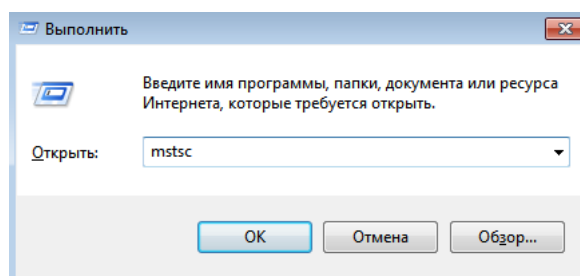 Выполнить
Введите имя программы, папки, документа или ресурса
Интернета, которые требуется открыть.
Открыть: mstsc
OK Отмена Обзор...